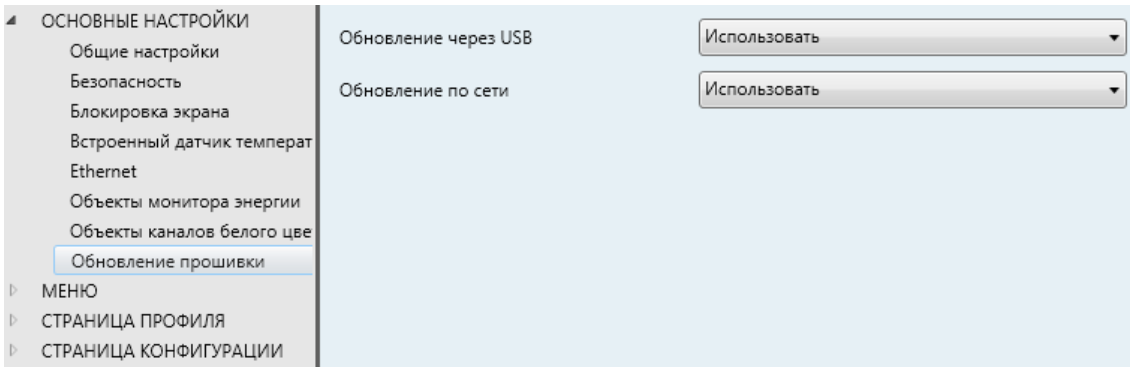 ОСНОВНЫЕ НАСТРОЙКИ
Общие настройки
Безопасность
Блокировка экрана
Встроенный датчик температ
Ethernet
Объекты монитора энергии
Объекты каналов белого цве
Обновление прошивки
МЕНЮ
СТРАНИЦА ПРОФИЛЯ
СТРАНИЦА КОНФИГУРАЦИИ
Обновление через USB Использовать
Обновление по сети Использовать